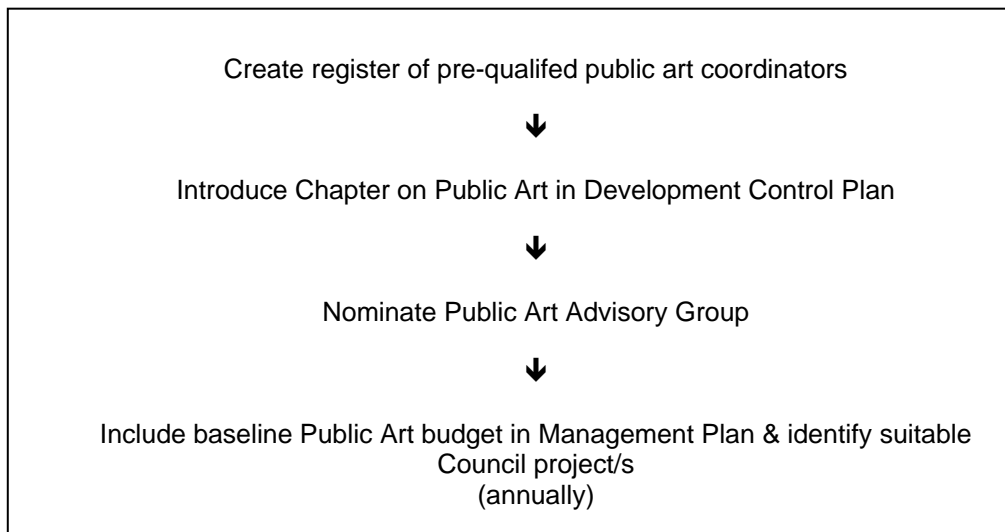 Create register of pre-qualifed public art coordinators
Introduce Chapter on Public Art in Development Control Plan
Nominate Public Art Advisory Group
Include baseline Public Art budget in Management Plan & identify suitable
Council project/s
(annually)